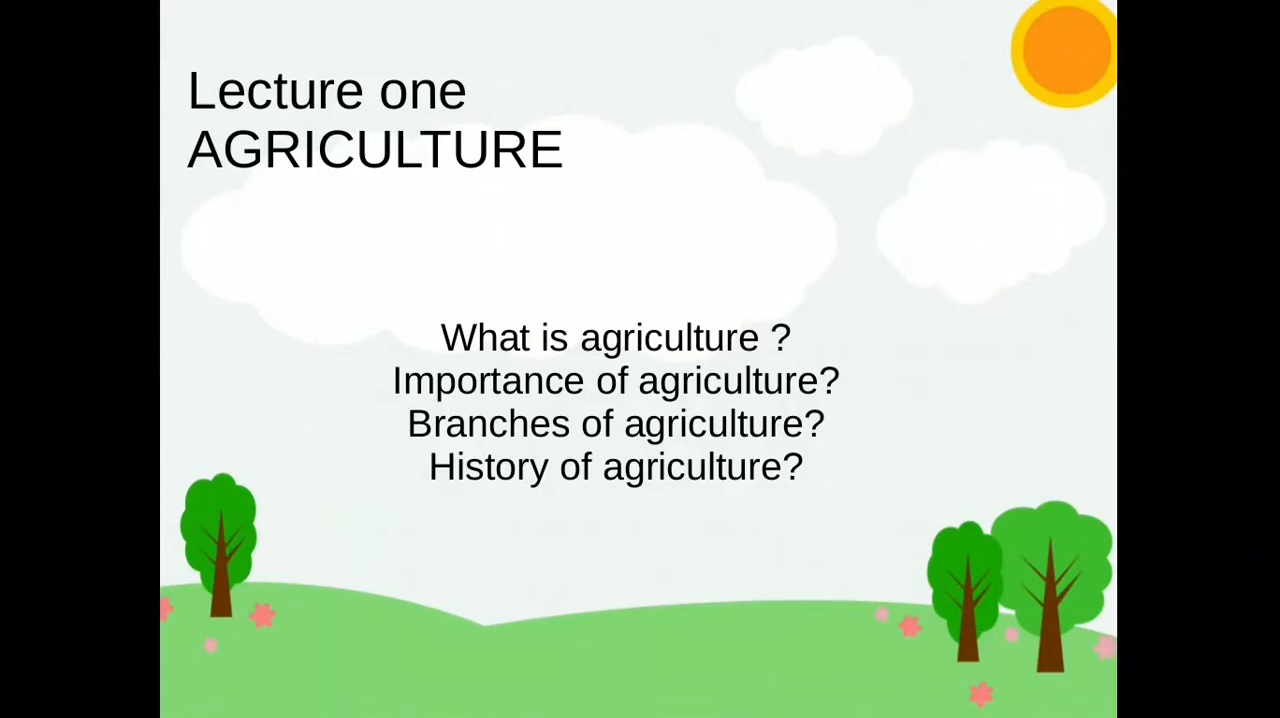 Lecture one
AGRICULTURE
What is agriculture ?
Importance of agriculture?
Branches of agriculture?
History of agriculture?